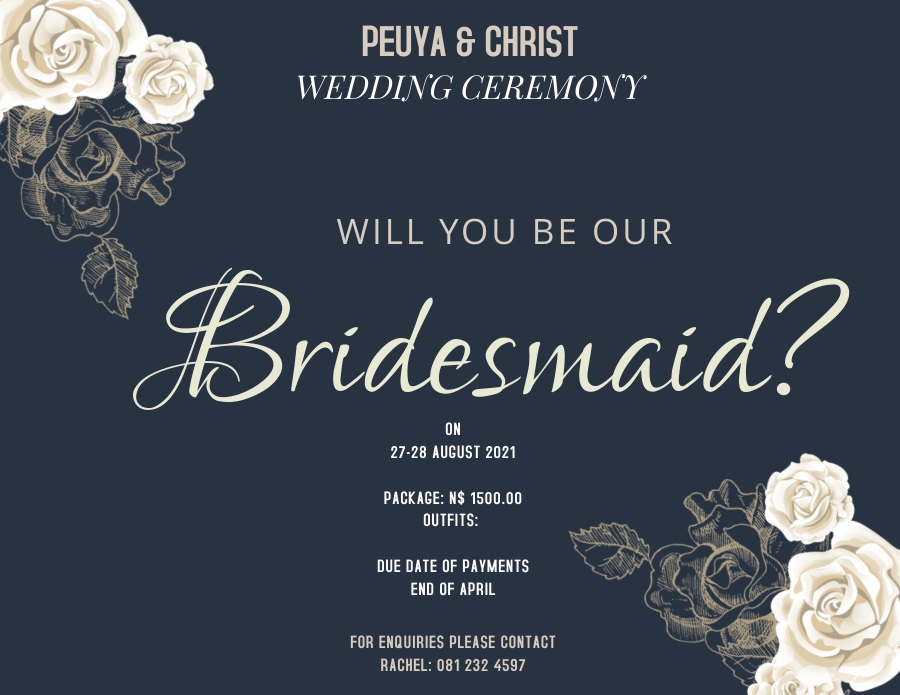 PEUYA & CHRIST
WEDDING CEREMONY
WILL YOU BE OUR
Bridesmaid?
ON
27-28 AUGUST 2021
PACKAGE: N$ 1500.00
OUTFITS:
DUE DATE OF PAYMENTS
END OF APRIL
FOR ENQUIRIES PLEASE CONTACT
RACHEL: 081 232 4597